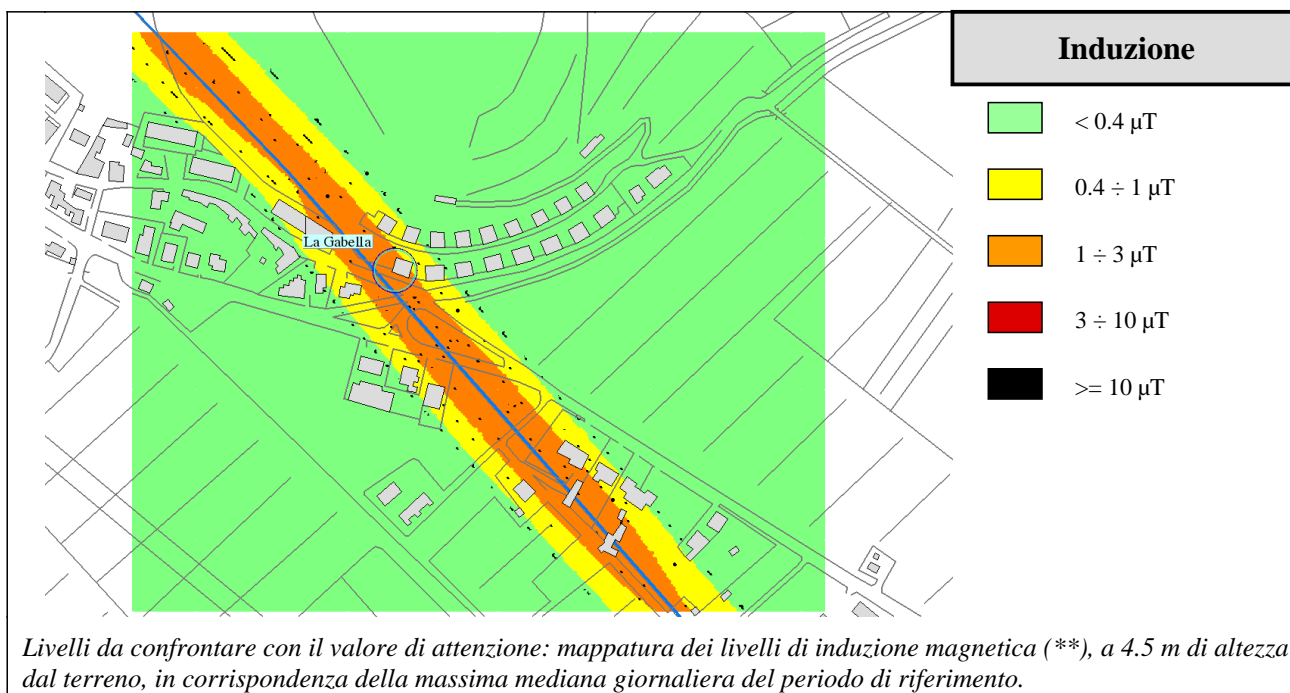 Induzione
< 0.4 µT
0.4 ÷ 1 µT
1 ÷ 3 µT
3 ÷ 10 µT
>= 10 µT
La Gabella
Livelli da confrontare con il valore di attenzione: mappatura dei livelli di induzione magnetica (**), a 4.5 m di altezza
dal terreno, in corrispondenza della massima mediana giornaliera del periodo di riferimento.